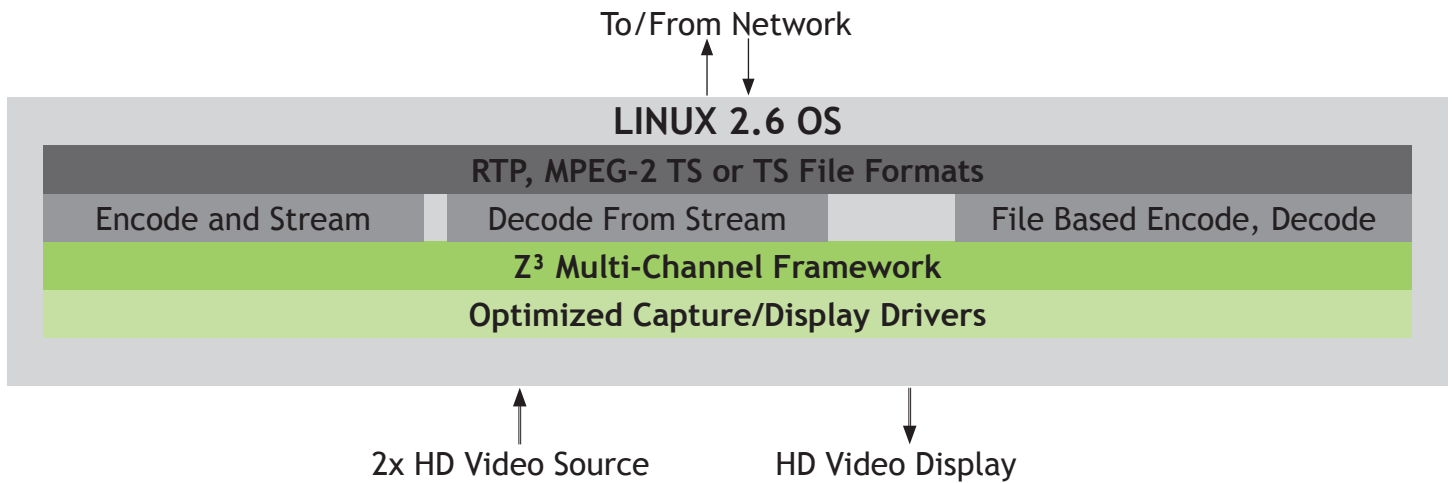 To/From Network
LINUX 2.6 OS
RTP, MPEG-2 TS or TS File Formats
Encode and Stream
Decode From Stream
File Based Encode, Decode
Z³ Multi-Channel Framework
Optimized Capture/Display Drivers
2x HD Video Source
HD Video Display